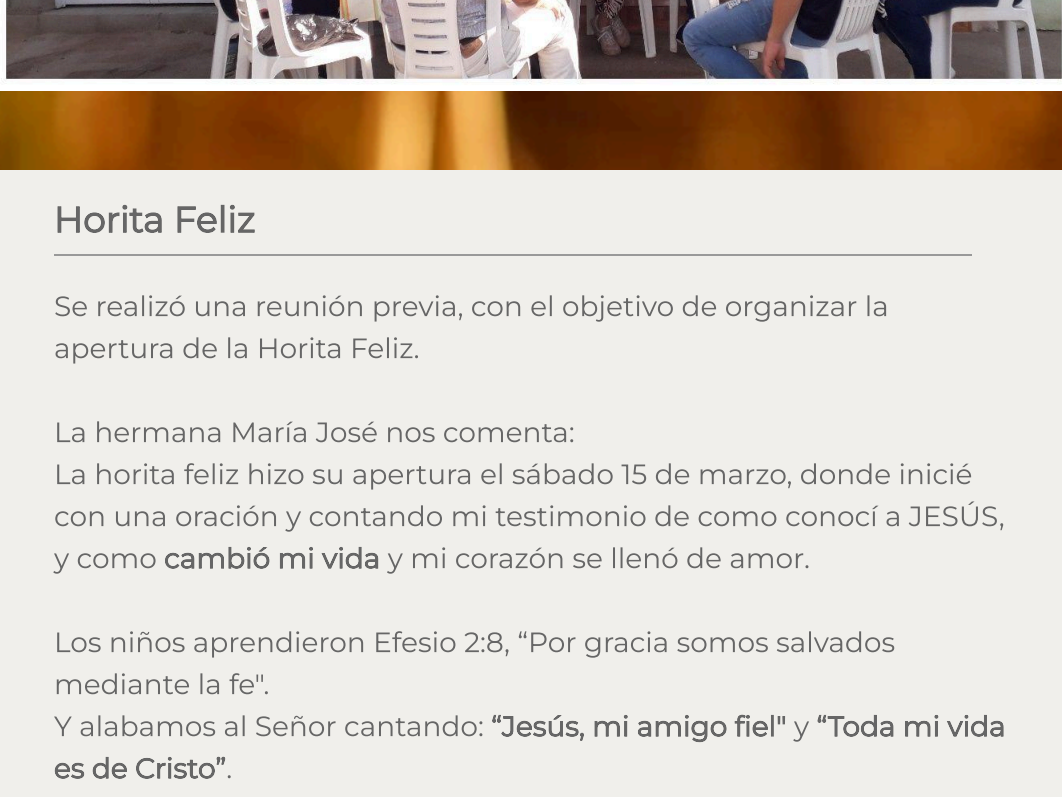 Horita Feliz
Se realizó una reunión previa, con el objetivo de organizar la
apertura de la Horita Feliz.
La hermana María José nos comenta:
La horita feliz hizo su apertura el sábado 15 de marzo, donde inicié
con una oración y contando mi testimonio de como conocí a JESÚS,
y como cambió mi vida y mi corazón se llenó de amor.
Los niños aprendieron Efesio 2:8, “Por gracia somos salvados
mediante la fe".
Y alabamos al Señor cantando: “Jesús, mi amigo fiel" y “Toda mi vida
es de Cristo”.